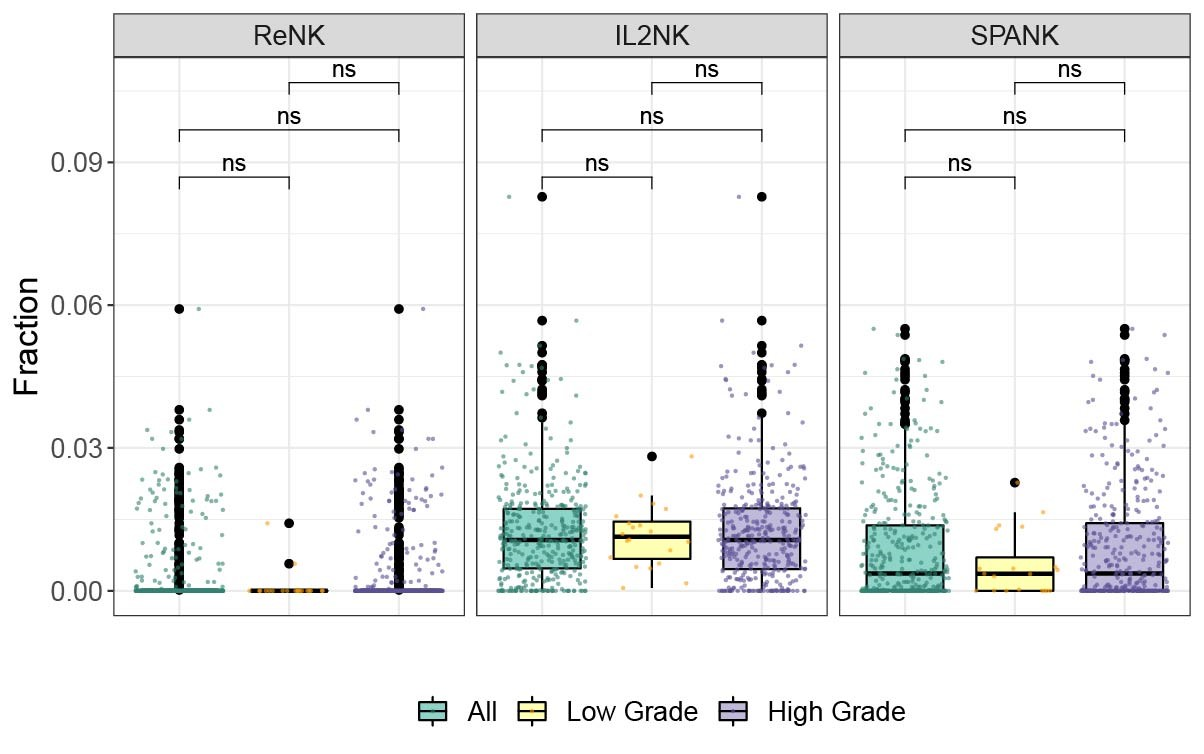 ReNK IL2NK SPANK
ns ns ns
ns ns ns
ns ns ns
0.09
0.06
0.03
0.00
Fraction
All Low Grade High Grade